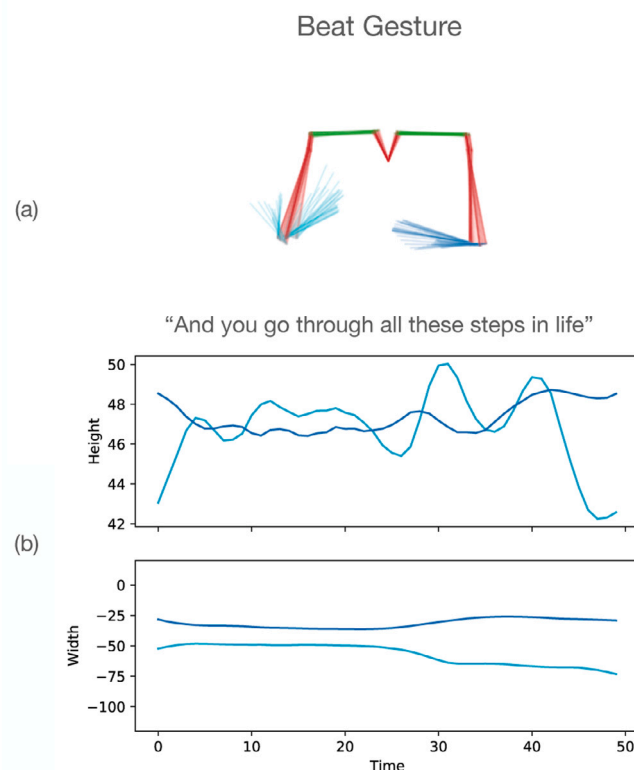 Beat Gesture
(a)
“And you go through all these steps in life”
50
48
46
44
42
Height
(b)
0
−25
−50
−75
−100
Width
0 10 20 30 40 50
Time